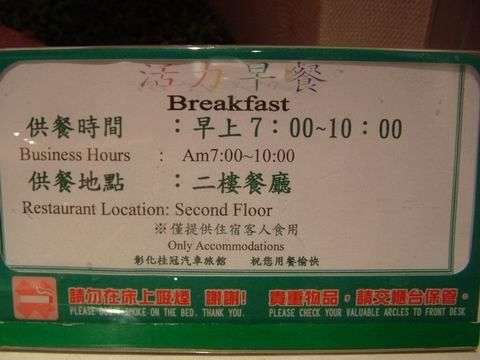 活力早餐
Breakfast
供餐時間 ：早上7：00~10：00
Business Hours : Am7:00~10:00
供餐地點 ：二樓餐廳
Restaurant Location: Second Floor
※僅提供住宿客人食用
Only Accommodations
彰化桂冠汽車旅館 祝您用餐愉快
請勿在床上吸煙 謝謝! 貴重物品，請交櫃台保管。
PLEASE DON'T SMOKE ON THE BED. THANK YOU. PLEASE CHECK YOUR VALUABLE ARCLES TO FRONT DESK